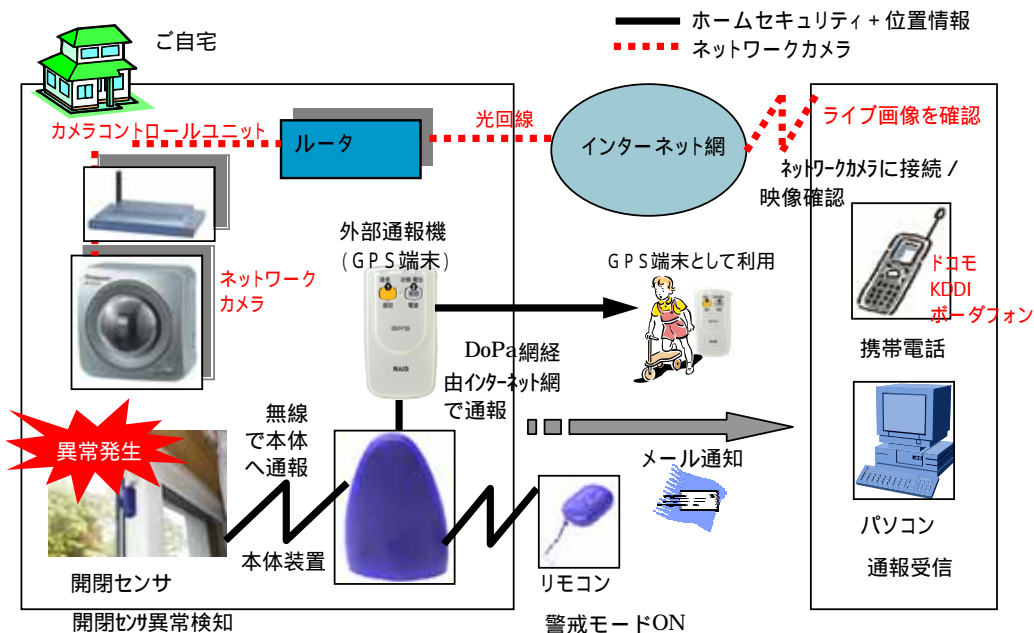 ホームセキュリティ+位置情報
ネットワークカメラ
ご自宅
カメラコントロールユニット
ルータ
光回線
インターネット網
ライブ画像を確認
ネットワークカメラに接続/
映像確認
外部通報機
(GPS端末)
GPS端末として利用
ネットワーク
カメラ
GPS
NAIS
ドコモ
KDDI
ボーダフォン
携帯電話
DoPa網経
由インターネット網
で通報
無線
で本体
へ通報
異常発生
メール通知
本体装置
リモコン
パソコン
通報受信
開閉センサ
開閉センサ異常検知
警戒モードON